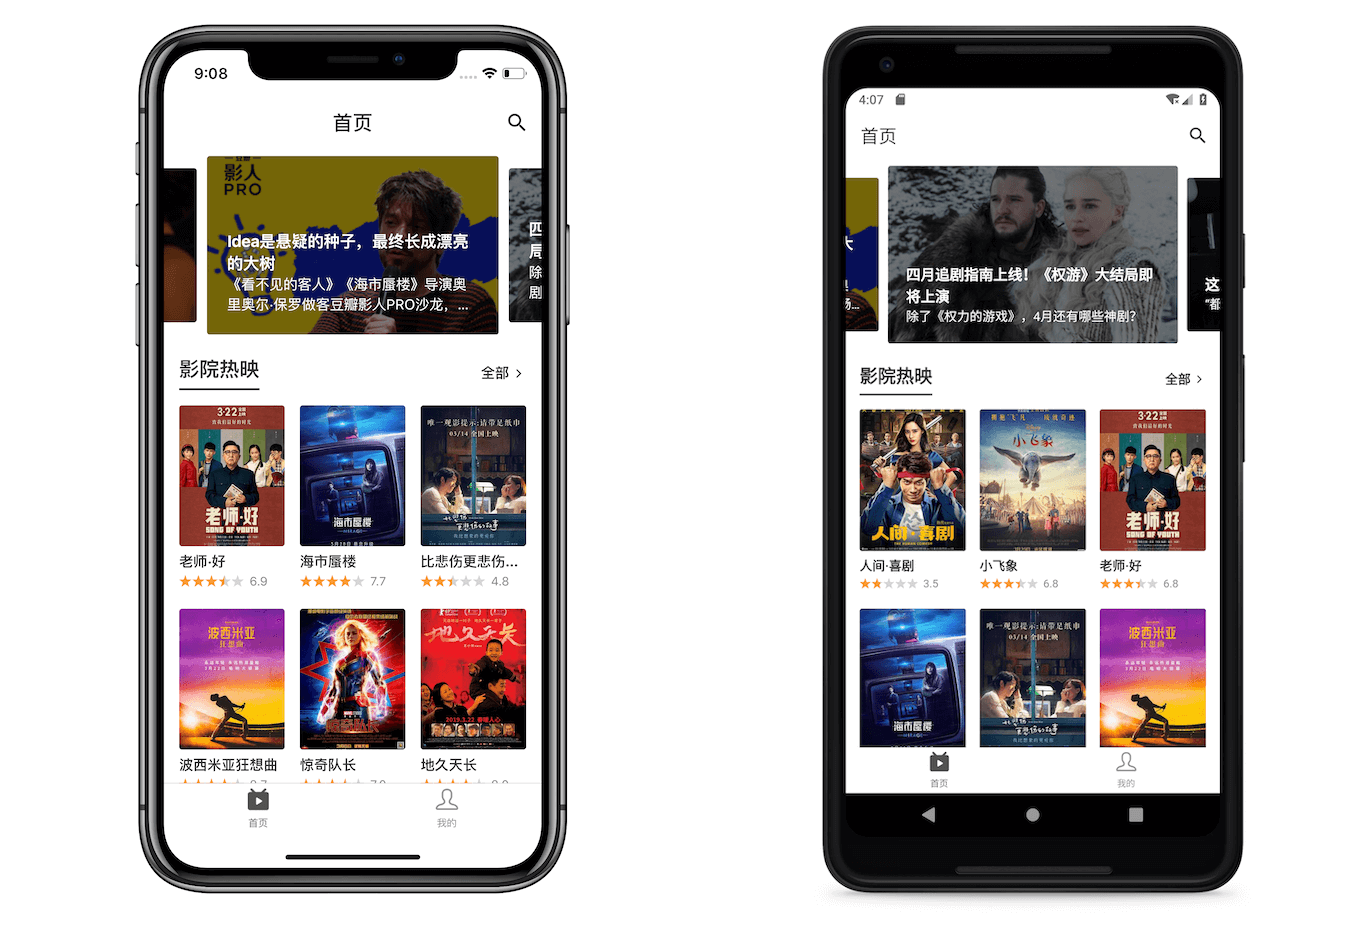 9:08
首页
影人
PRO
Idea是悬疑的种子，最终长成漂亮
的大树
《看不见的客人》《海市蜃楼》导演奥
里奥尔·保罗做客豆瓣影人PRO沙龙，...
四
局
除
剧
影院热映
全部
3·22
老师·好
SONG OF YOUTH
海市蜃楼
唯一观影提示:请带足纸巾
03/14 全国上映
老师·好
6.9
海市蜃楼
7.7
比悲伤更悲伤...
4.8
波西米亚
狂想曲
惊奇队长
地久天长
2019.3.22
波西米亚狂想曲
惊奇队长
地久天长
首页
我的
4:07
首页
大
四月追剧指南上线！《权游》大结局即
将上演
除了《权力的游戏》，4月还有哪些神剧？
这
“都
影院热映
全部
人间·喜剧
小飞象
3·22
老师·好
SONG OF YOUTH
人间·喜剧
3.5
小飞象
6.8
老师·好
6.8
唯一观影提示:请带足纸巾
03/14 全国上映
波西米亚
狂想曲
首页
我的